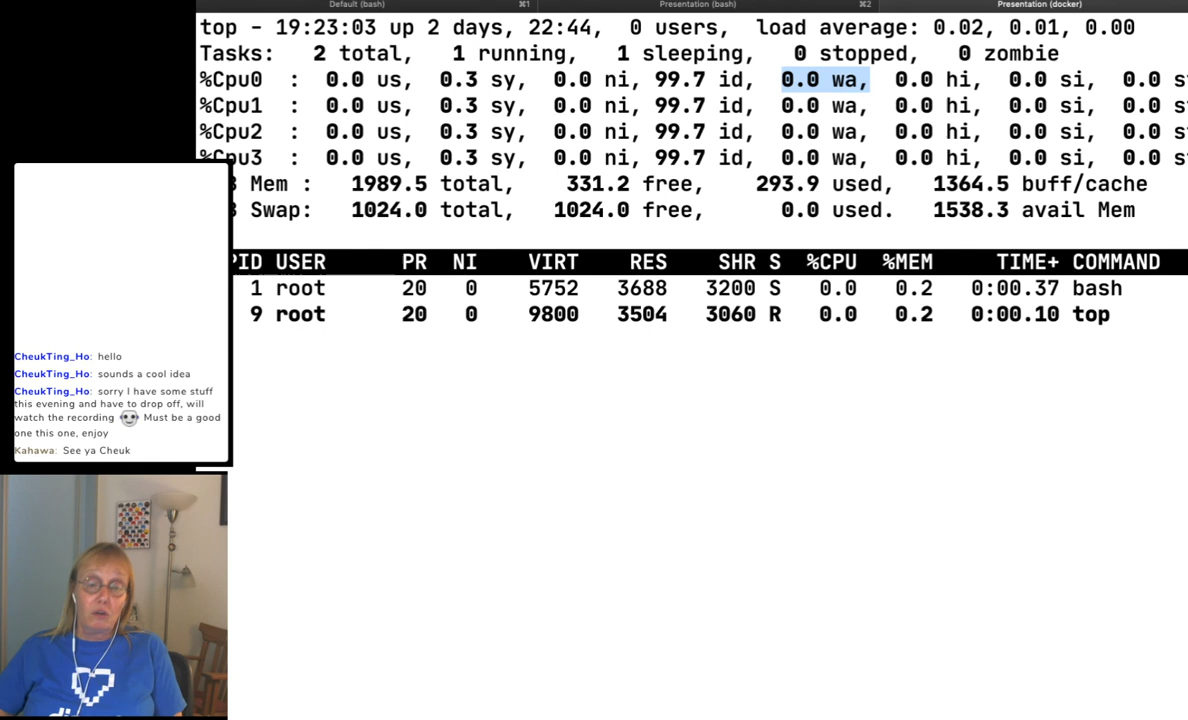 Default (bash) ⌘1 Presentation (bash) ⌘2 Presentation (docker)
top - 19:23:03 up 2 days, 22:44, 0 users, load average: 0.02, 0.01, 0.00
Tasks: 2 total, 1 running, 1 sleeping, 0 stopped, 0 zombie
%Cpu0 : 0.0 us, 0.3 sy, 0.0 ni, 99.7 id, 0.0 wa, 0.0 hi, 0.0 si, 0.0
%Cpu1 : 0.0 us, 0.3 sy, 0.0 ni, 99.7 id, 0.0 wa, 0.0 hi, 0.0 si, 0.0
%Cpu2 : 0.0 us, 0.3 sy, 0.0 ni, 99.7 id, 0.0 wa, 0.0 hi, 0.0 si, 0.0
%Cpu3 : 0.0 us, 0.3 sy, 0.0 ni, 99.7 id, 0.0 wa, 0.0 hi, 0.0 si, 0.0
Mem : 1989.5 total, 331.2 free, 293.9 used, 1364.5 buff/cache
Swap: 1024.0 total, 1024.0 free, 0.0 used. 1538.3 avail Mem
PID USER PR NI VIRT RES SHR S %CPU %MEM TIME+ COMMAND
1 root 20 0 5752 3688 3200 S 0.0 0.2 0:00.37 bash
9 root 20 0 9800 3504 3060 R 0.0 0.2 0:00.10 top
CheukTing_Ho: hello
CheukTing_Ho: sounds a cool idea
CheukTing_Ho: sorry I have some stuff
this evening and have to drop off, will
watch the recording Must be a good
one this one, enjoy
Kahawa: See ya Cheuk